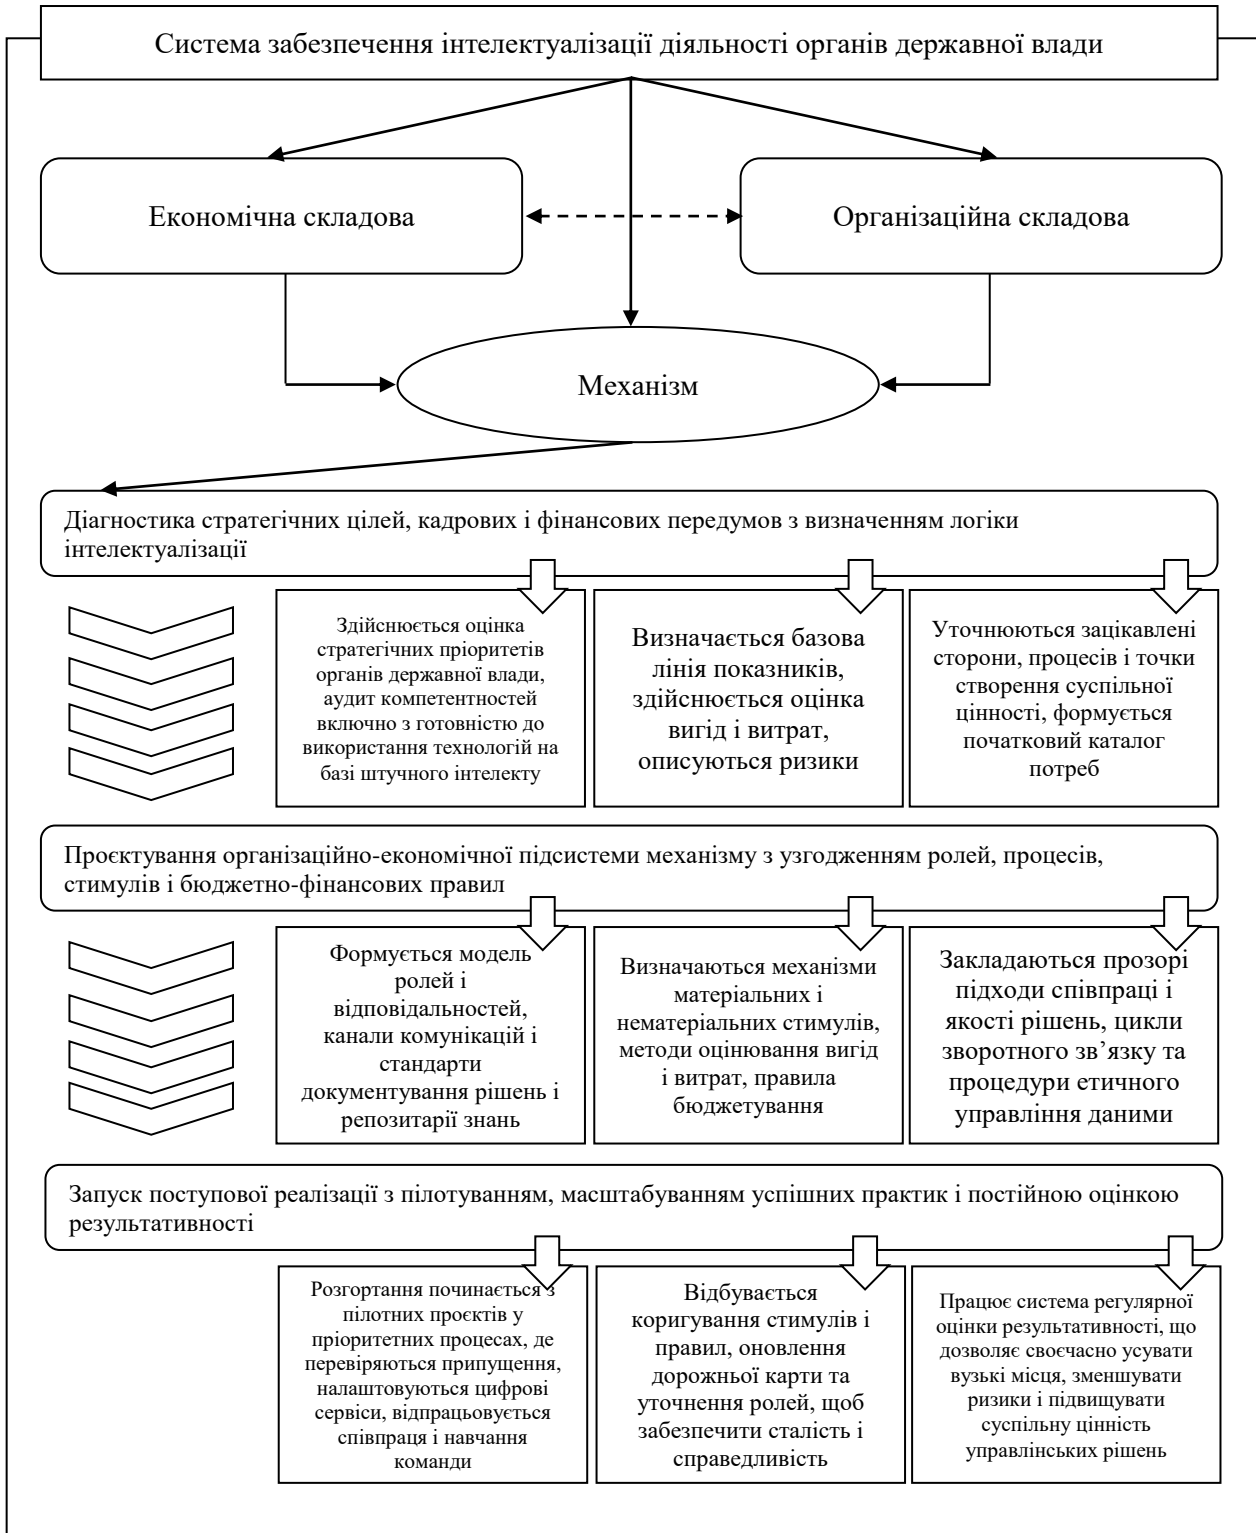 Система забезпечення інтелектуалізації діяльності органів державної влади
Економічна складова
Організаційна складова
Механізм
Діагностика стратегічних цілей, кадрових і фінансових передумов з визначенням логіки
інтелектуалізації
Здійснюється оцінка
стратегічних пріоритетів
органів державної влади,
аудит компетентностей
включно з готовністю до
використання технологій на
базі штучного інтелекту
Визначається базова
лінія показників,
здійснюється оцінка
вигід і витрат,
описуються ризики
Уточнюються зацікавлені
сторони, процесів і точки
створення суспільної
цінності, формується
початковий каталог
потреб
Проєктування організаційно-економічної підсистеми механізму з узгодженням ролей, процесів,
стимулів і бюджетно-фінансових правил
Формується модель
ролей і
відповідальностей,
канали комунікацій і
стандарти
документування рішень і
репозитарії знань
Визначаються механізми
матеріальних і
нематеріальних стимулів,
методи оцінювання вигід
і витрат, правила
бюджетування
Закладаються прозорі
підходи співпраці і
якості рішень, цикли
зворотного зв’язку та
процедури етичного
управління даними
Запуск поступової реалізації з пілотуванням, масштабуванням успішних практик і постійною оцінкою
результативності
Розгортання починається з
пілотних проєктів у
пріоритетних процесах, де
перевіряються припущення,
налаштовуються цифрові
сервіси, відпрацьовується
співпраця і навчання
команди
Відбувається
коригування стимулів і
правил, оновлення
дорожньої карти та
уточнення ролей, щоб
забезпечити сталість і
справедливість
Працює система регулярної
оцінки результативності, що
дозволяє своєчасно усувати
вузькі місця, зменшувати
ризики і підвищувати
суспільну цінність
управлінських рішень